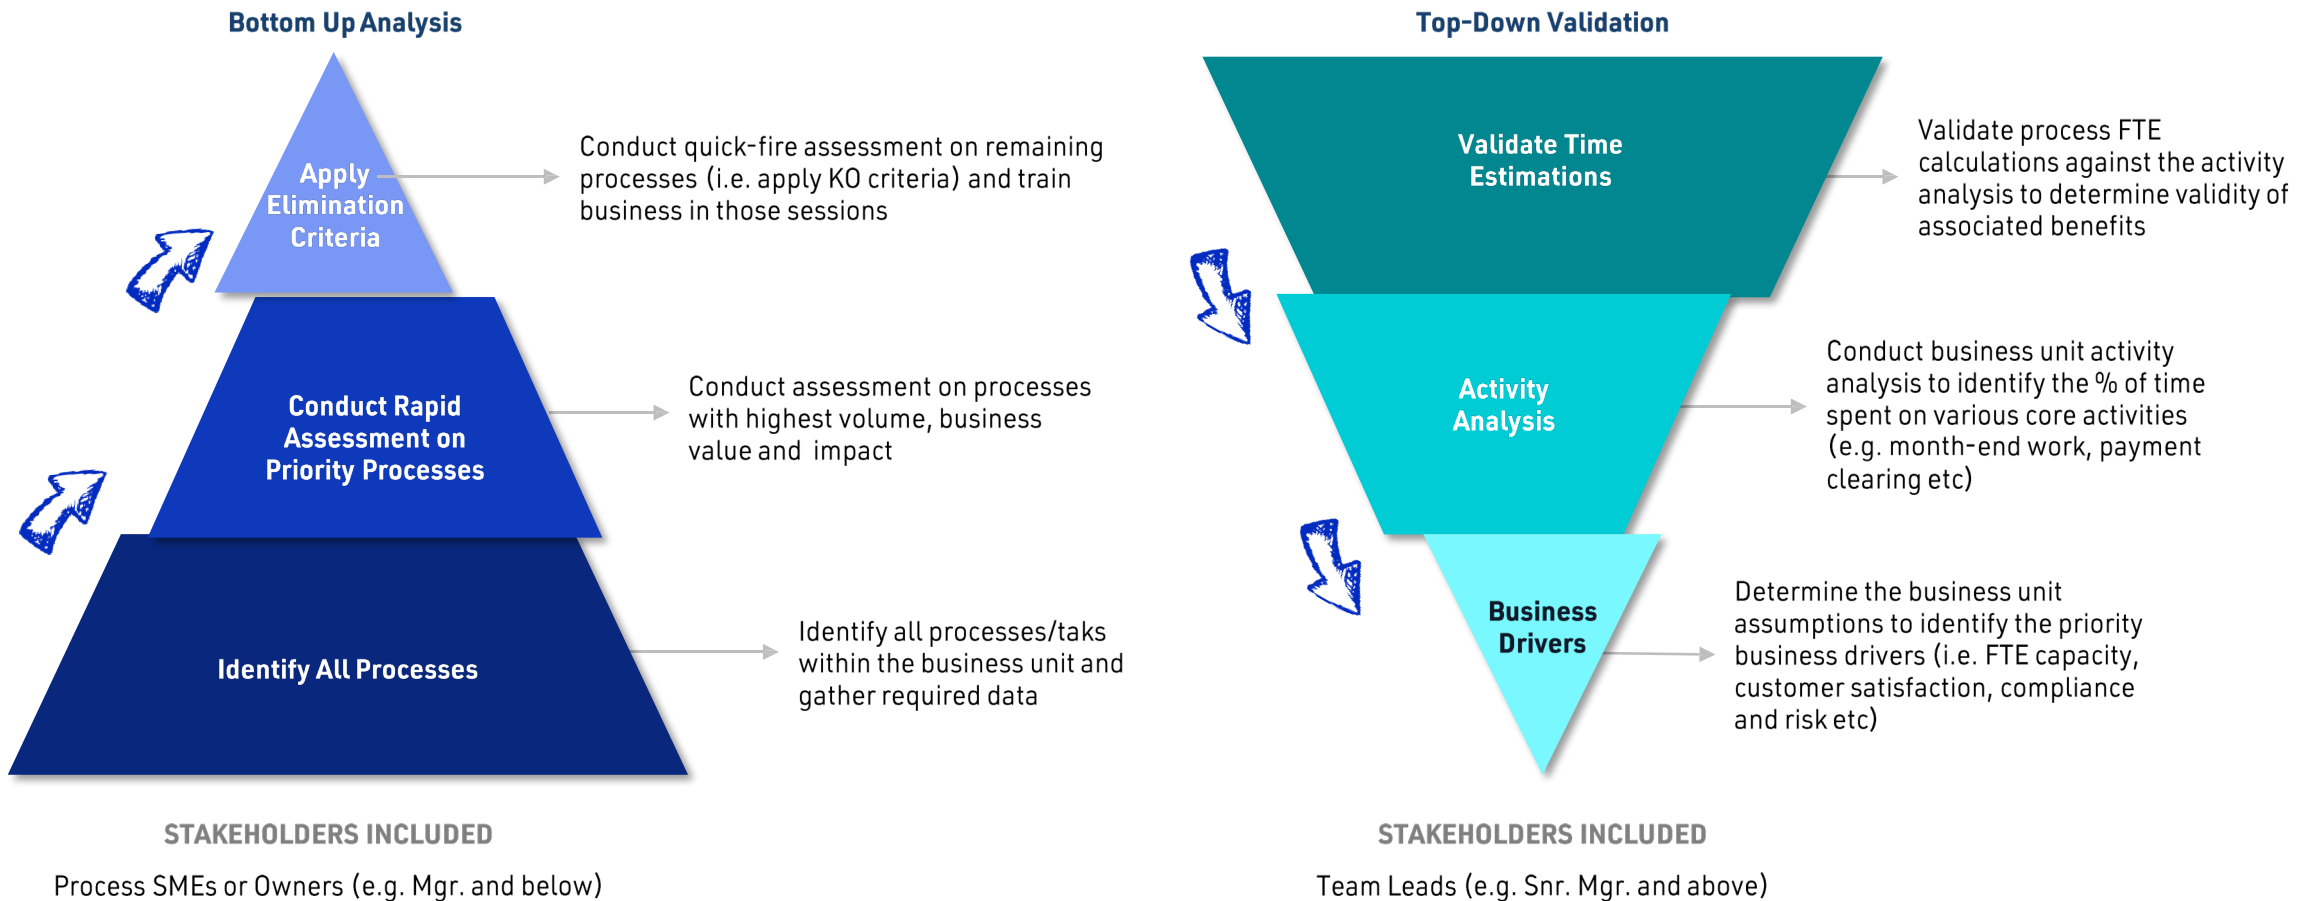 Bottom Up Analysis
Apply
Elimination
Criteria
Conduct quick-fire assessment on remaining
processes (i.e. apply KO criteria) and train
business in those sessions
Conduct Rapid
Assessment on
Priority Processes
Conduct assessment on processes
with highest volume, business
value and impact
Identify All Processes
Identify all processes/taks
within the business unit and
gather required data
STAKEHOLDERS INCLUDED
Process SMEs or Owners (e.g. Mgr. and below)
Top-Down Validation
Validate Time
Estimations
Validate process FTE
calculations against the activity
analysis to determine validity of
associated benefits
Activity
Analysis
Conduct business unit activity
analysis to identify the % of time
spent on various core activities
(e.g. month-end work, payment
clearing etc)
Business
Drivers
Determine the business unit
assumptions to identify the priority
business drivers (i.e. FTE capacity,
customer satisfaction, compliance
and risk etc)
STAKEHOLDERS INCLUDED
Team Leads (e.g. Snr. Mgr. and above)